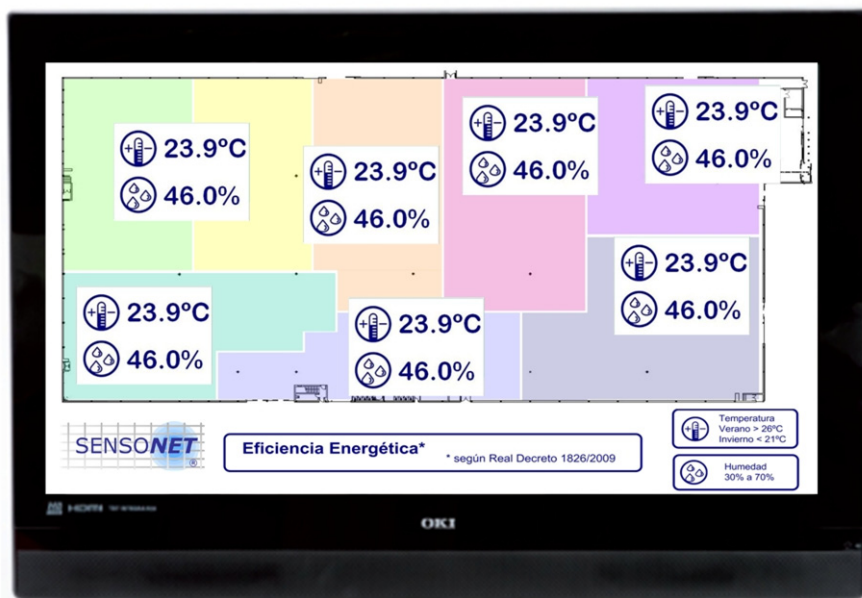 23.9ºC
46.0%
23.9ºC
46.0%
23.9ºC
46.0%
23.9ºC
46.0%
23.9ºC
46.0%
23.9ºC
46.0%
23.9ºC
46.0%
SENSONET
®
Eficiencia Energética*
* según Real Decreto 1826/2009
Temperatura
Verano > 26ºC
Invierno < 21ºC
Humedad
30% a 70%
HDMI
OKI